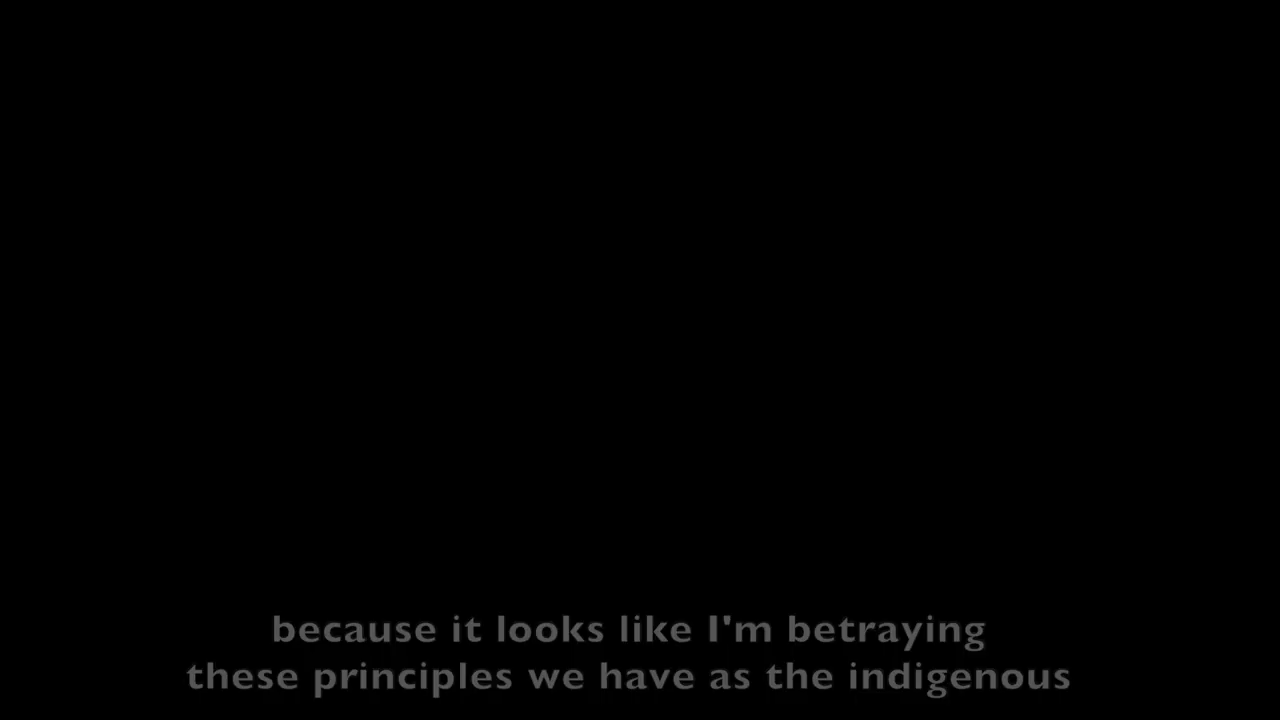 because it looks like I'm betraying
these principles we have as the indigenous